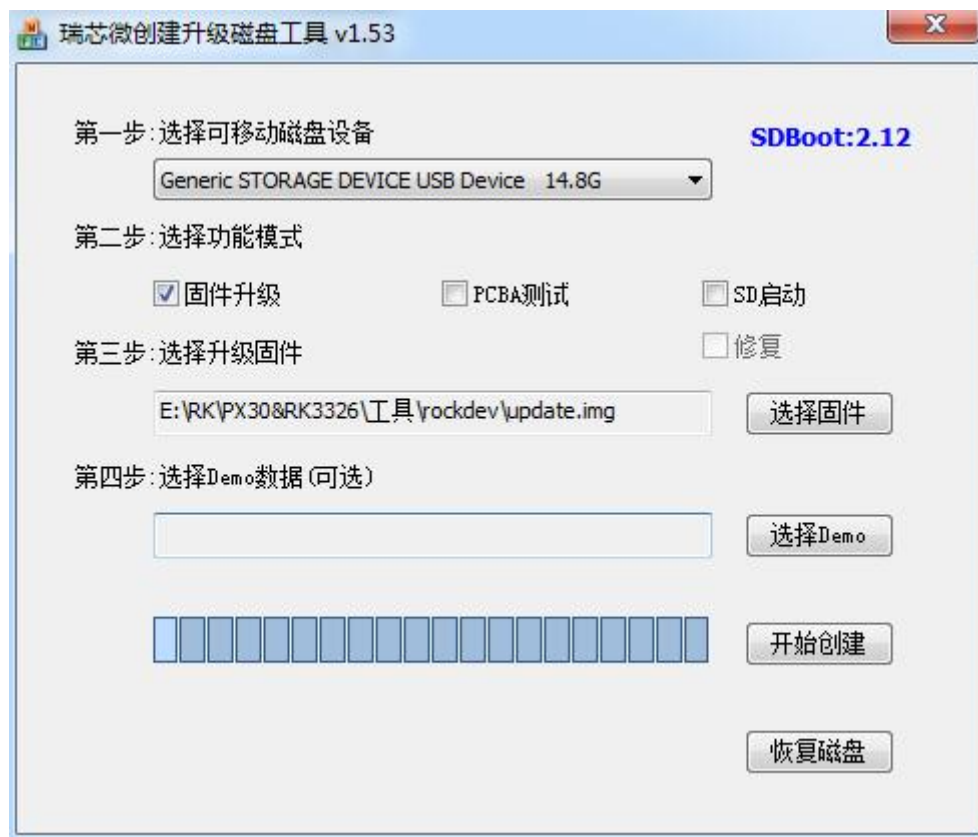 瑞芯微创建升级磁盘工具 v1.53
第一步:选择可移动磁盘设备
SDBoot:2.12
Generic STORAGE DEVICE USB Device 14.8G
第二步:选择功能模式
固件升级 PCBA测试 SD启动
第三步:选择升级固件
修复
E:\RK\PX30&RK3326\工具\rockdev\update.img
选择固件
第四步:选择Demo数据(可选)
选择Demo
开始创建
恢复磁盘